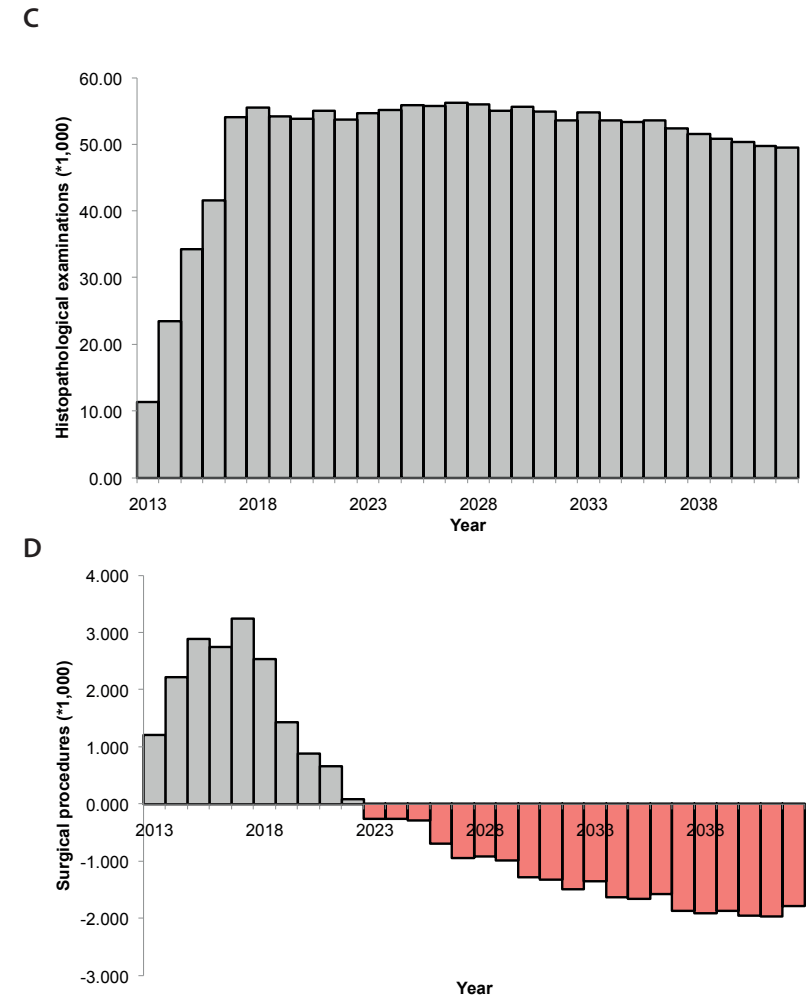 C
Histopathological examinations (*1,000)
60.00
50.00
40.00
30.00
20.00
10.00
0.00
2013 2018 2023 2028 2033 2038
Year
D
Surgical procedures (*1,000)
4.000
3.000
2.000
1.000
0.000
2013 2018 2023 2028 2033 2038
-1.000
-2.000
-3.000
Year